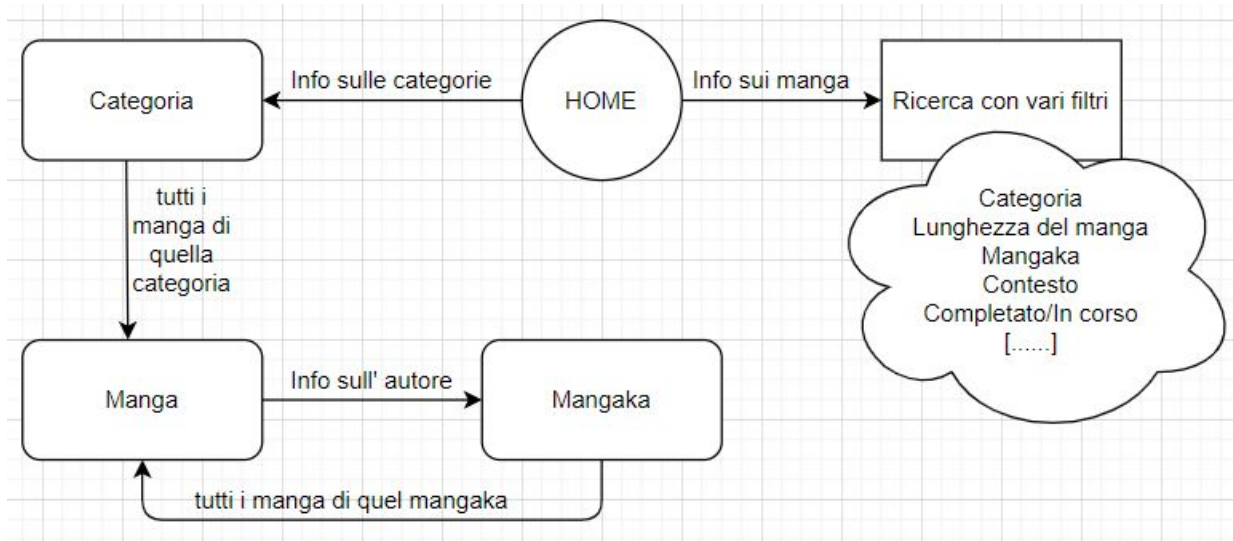 Categoria
Info sulle categorie
HOME
Info sui manga
Ricerca con vari filtri
tutti i
manga di
quella
categoria
Categoria
Lunghezza del manga
Mangaka
Contesto
Completato/In corso
[......]
Manga
Info sull' autore
Mangaka
tutti i manga di quel mangaka